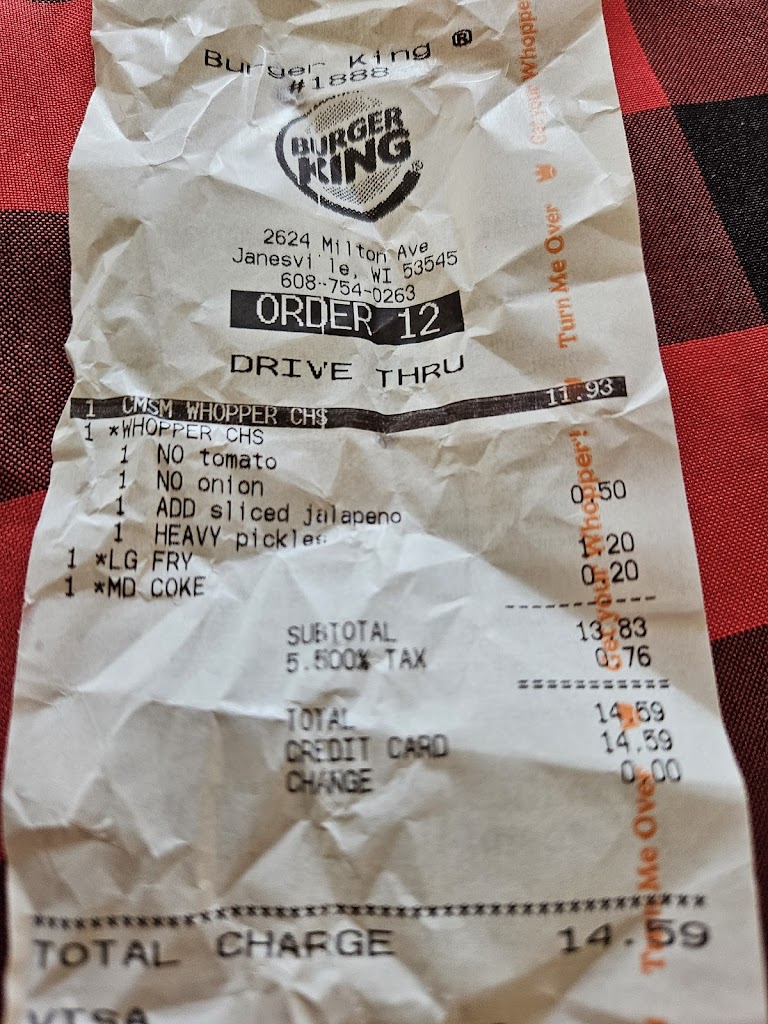 Burger King ®
#1888
BURGER
KING®
2624 Milton Ave
Janesville, WI 53545
608-754-0263
ORDER 12
DRIVE THRU
1 CMSM WHOPPER CHS 11.93
1 *WHOPPER CHS
1 NO tomato
1 NO onion
1 ADD sliced jalapeno 0.50
1 HEAVY pickles
1 *LG FRY 1.20
1 *MD COKE 0.20
SUBTOTAL 13.83
5.500% TAX 0.76
TOTAL 14.59
CREDIT CARD 14.59
CHANGE 0.00
TOTAL CHARGE 14.59
VISA
Turn Me Over
Get your Whopper!
Turn Me Over
Get your Whopper